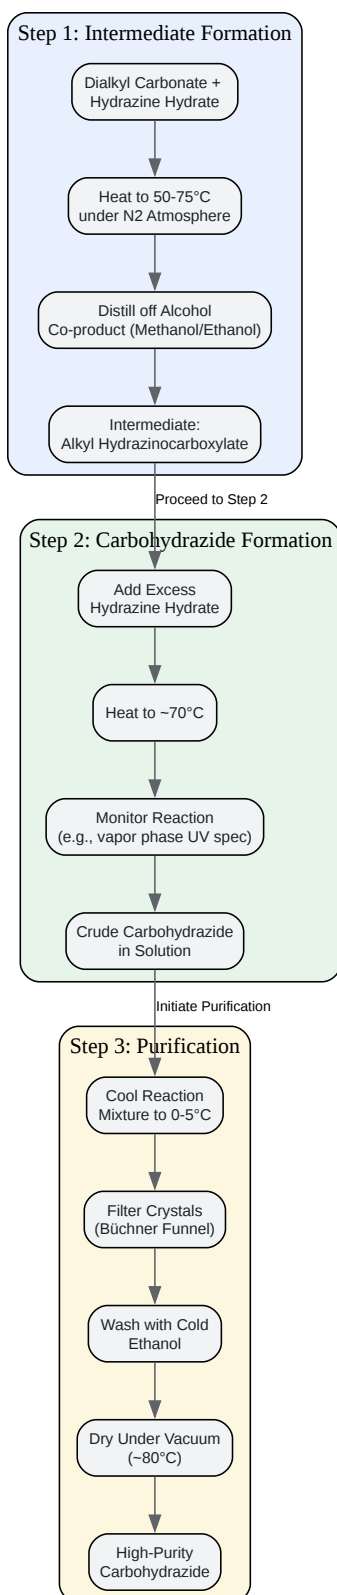 Step 1: Intermediate Formation
Dialkyl Carbonate +
Hydrazine Hydrate
Heat to 50-75°C
under N2 Atmosphere
Distill off Alcohol
Co-product (Methanol/Ethanol)
Intermediate:
Alkyl Hydrazinocarboxylate
Proceed to Step 2
Step 2: Carbohydrazide Formation
Add Excess
Hydrazine Hydrate
Heat to ~70°C
Monitor Reaction
(e.g., vapor phase UV spec)
Crude Carbohydrazide
in Solution
Initiate Purification
Step 3: Purification
Cool Reaction
Mixture to 0-5°C
Filter Crystals
(Büchner Funnel)
Wash with Cold
Ethanol
Dry Under Vacuum
(~80°C)
High-Purity
Carbohydrazide